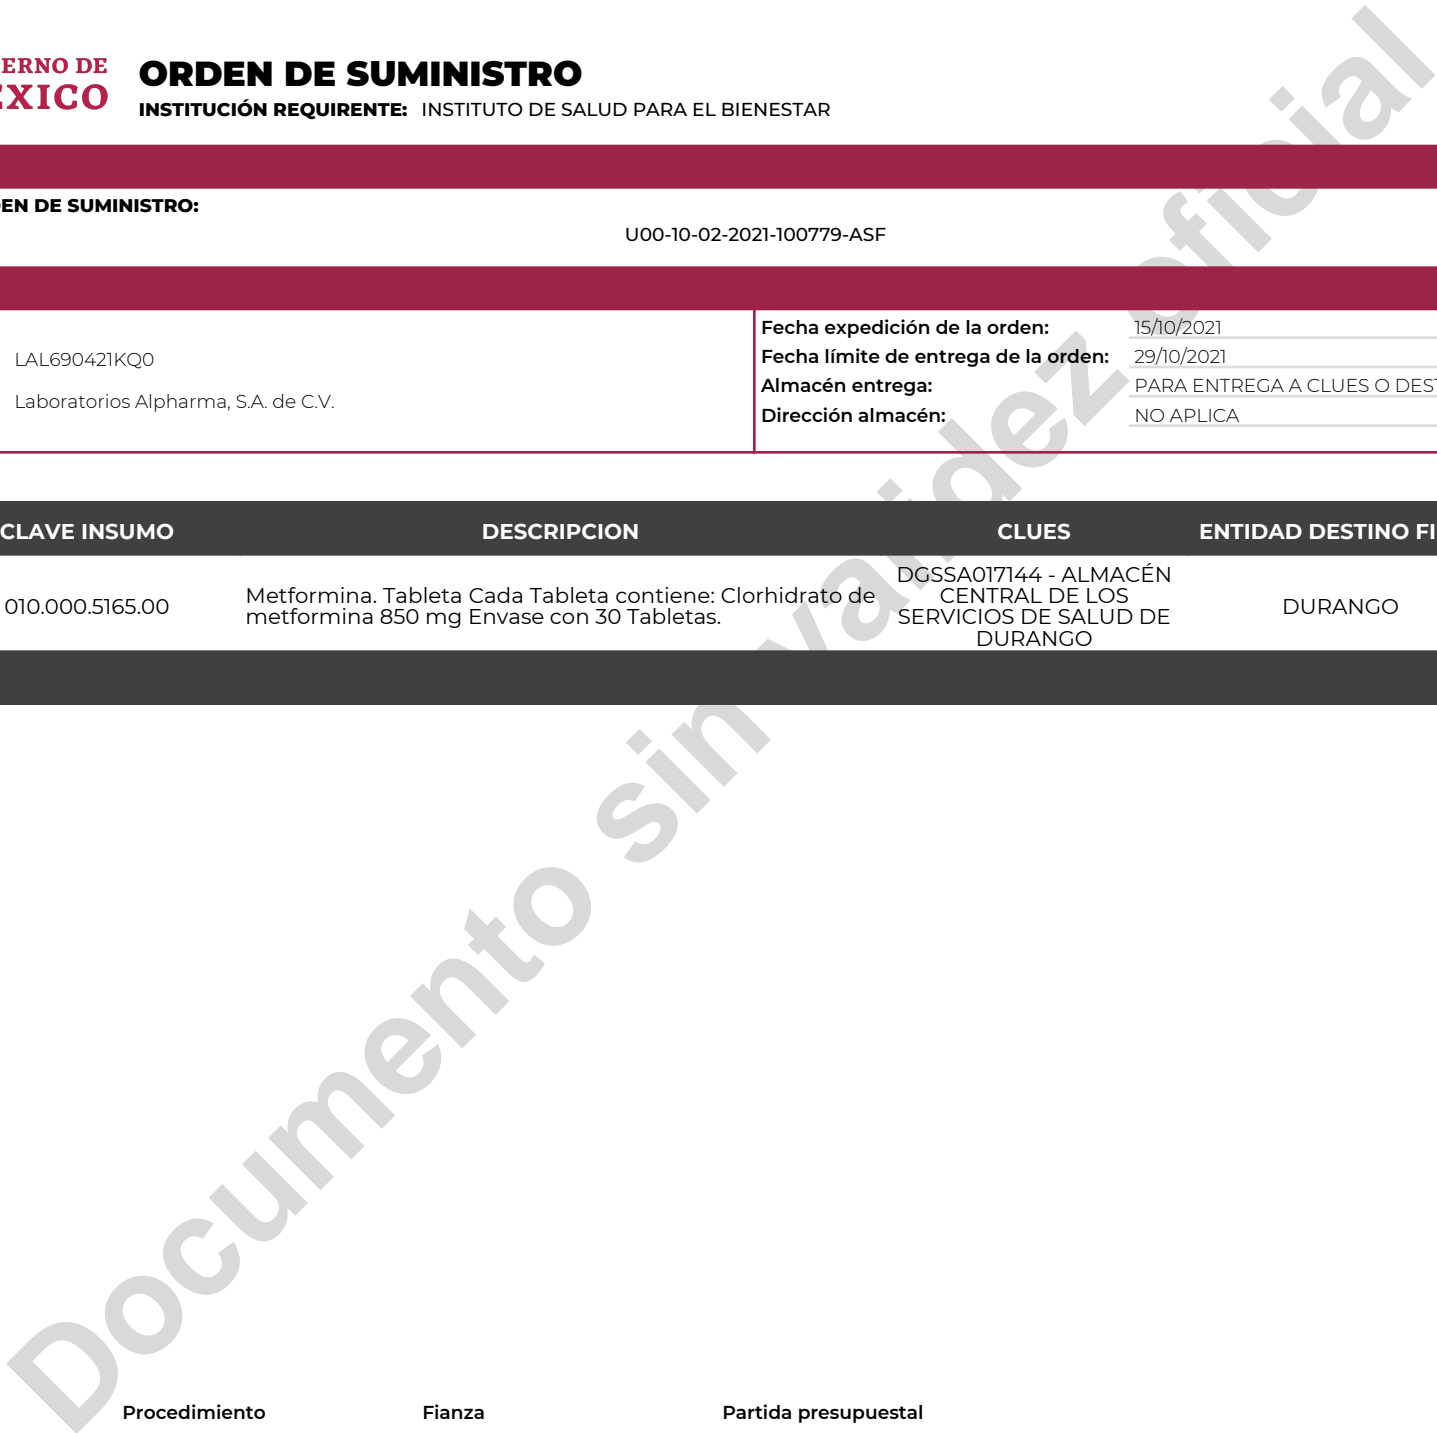 ERNO DE
XICO
ORDEN DE SUMINISTRO
INSTITUCIÓN REQUIRENTE: INSTITUTO DE SALUD PARA EL BIENESTAR
EN DE SUMINISTRO:
U00-10-02-2021-100779-ASF
LAL690421KQ0
Laboratorios Alpharma, S.A. de C.V.
Fecha expedición de la orden: 15/10/2021
Fecha límite de entrega de la orden: 29/10/2021
Almacén entrega: PARA ENTREGA A CLUES O DEST
Dirección almacén: NO APLICA
CLAVE INSUMO DESCRIPCION CLUES ENTIDAD DESTINO FI
010.000.5165.00
Metformina. Tableta Cada Tableta contiene: Clorhidrato de
metformina 850 mg Envase con 30 Tabletas.
DGSSA017144 - ALMACÉN
CENTRAL DE LOS
SERVICIOS DE SALUD DE
DURANGO
DURANGO
Documento sin validez oficial
Procedimiento Fianza Partida presupuestal